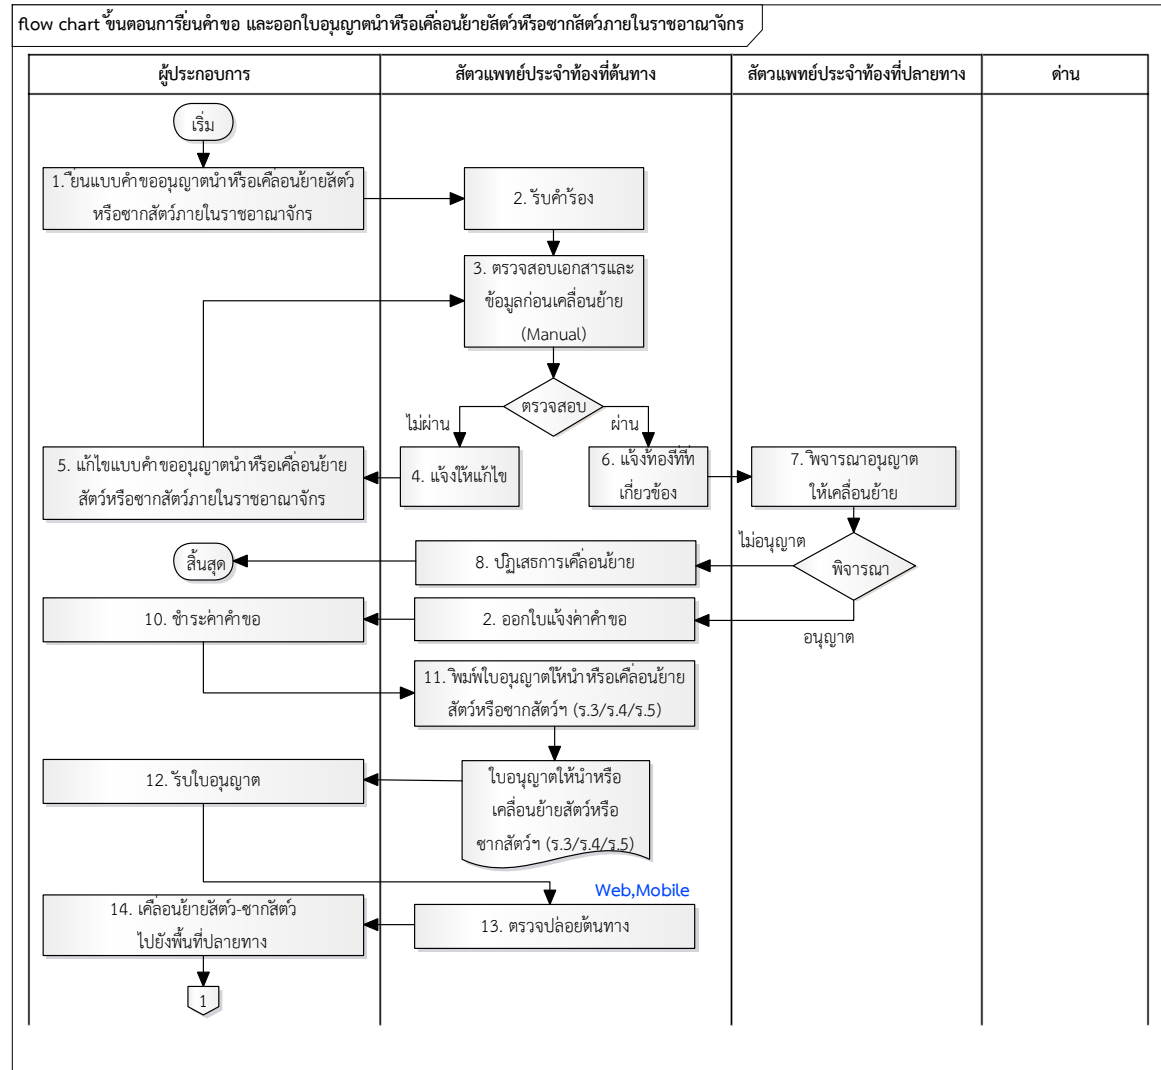 flow chart ขั้นตอนการยื่นคำขอ และออกใบอนุญาตนำหรือเคลื่อนย้ายสัตว์หรือซากสัตว์ภายในราชอาณาจักร
ผู้ประกอบการ
สัตวแพทย์ประจำท้องที่ต้นทาง
สัตวแพทย์ประจำท้องที่ปลายทาง
ด่าน
เริ่ม
1. ยื่นแบบคำขออนุญาตนำหรือเคลื่อนย้ายสัตว์
หรือซากสัตว์ภายในราชอาณาจักร
2. รับคำร้อง
3. ตรวจสอบเอกสารและ
ข้อมูลก่อนเคลื่อนย้าย
(Manual)
ตรวจสอบ
ไม่ผ่าน
ผ่าน
5. แก้ไขแบบคำขออนุญาตนำหรือเคลื่อนย้าย
สัตว์หรือซากสัตว์ภายในราชอาณาจักร
4. แจ้งให้แก้ไข
6. แจ้งท้องที่ที่
เกี่ยวข้อง
7. พิจารณาอนุญาต
ให้เคลื่อนย้าย
ไม่อนุญาต
พิจารณา
อนุญาต
สิ้นสุด
8. ปฏิเสธการเคลื่อนย้าย
10. ชำระค่าคำขอ
2. ออกใบแจ้งค่าคำขอ
11. พิมพ์ใบอนุญาตให้นำหรือเคลื่อนย้าย
สัตว์หรือซากสัตว์ฯ (ร.3/ร.4/ร.5)
12. รับใบอนุญาต
ใบอนุญาตให้นำหรือ
เคลื่อนย้ายสัตว์หรือ
ซากสัตว์ฯ (ร.3/ร.4/ร.5)
Web,Mobile
14. เคลื่อนย้ายสัตว์-ซากสัตว์
ไปยังพื้นที่ปลายทาง
13. ตรวจปล่อยต้นทาง
1